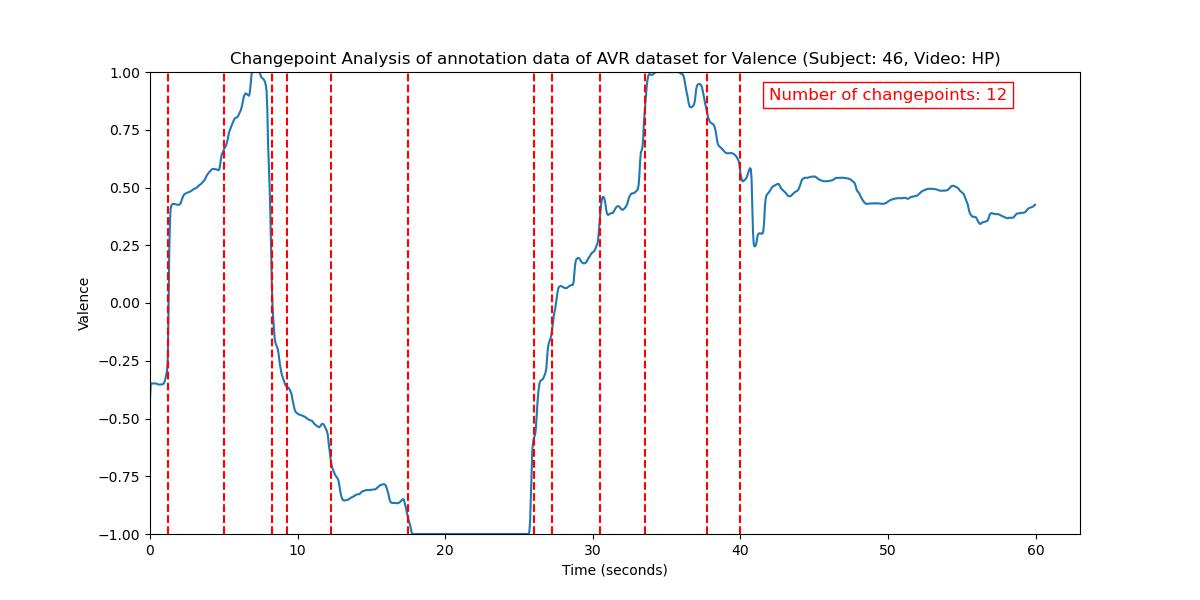 Changepoint Analysis of annotation data of AVR dataset for Valence (Subject: 46, Video: HP)
Number of changepoints: 12
1.00
0.75
0.50
0.25
0.00
−0.25
−0.50
−0.75
−1.00
Valence
0 10 20 30 40 50 60
Time (seconds)